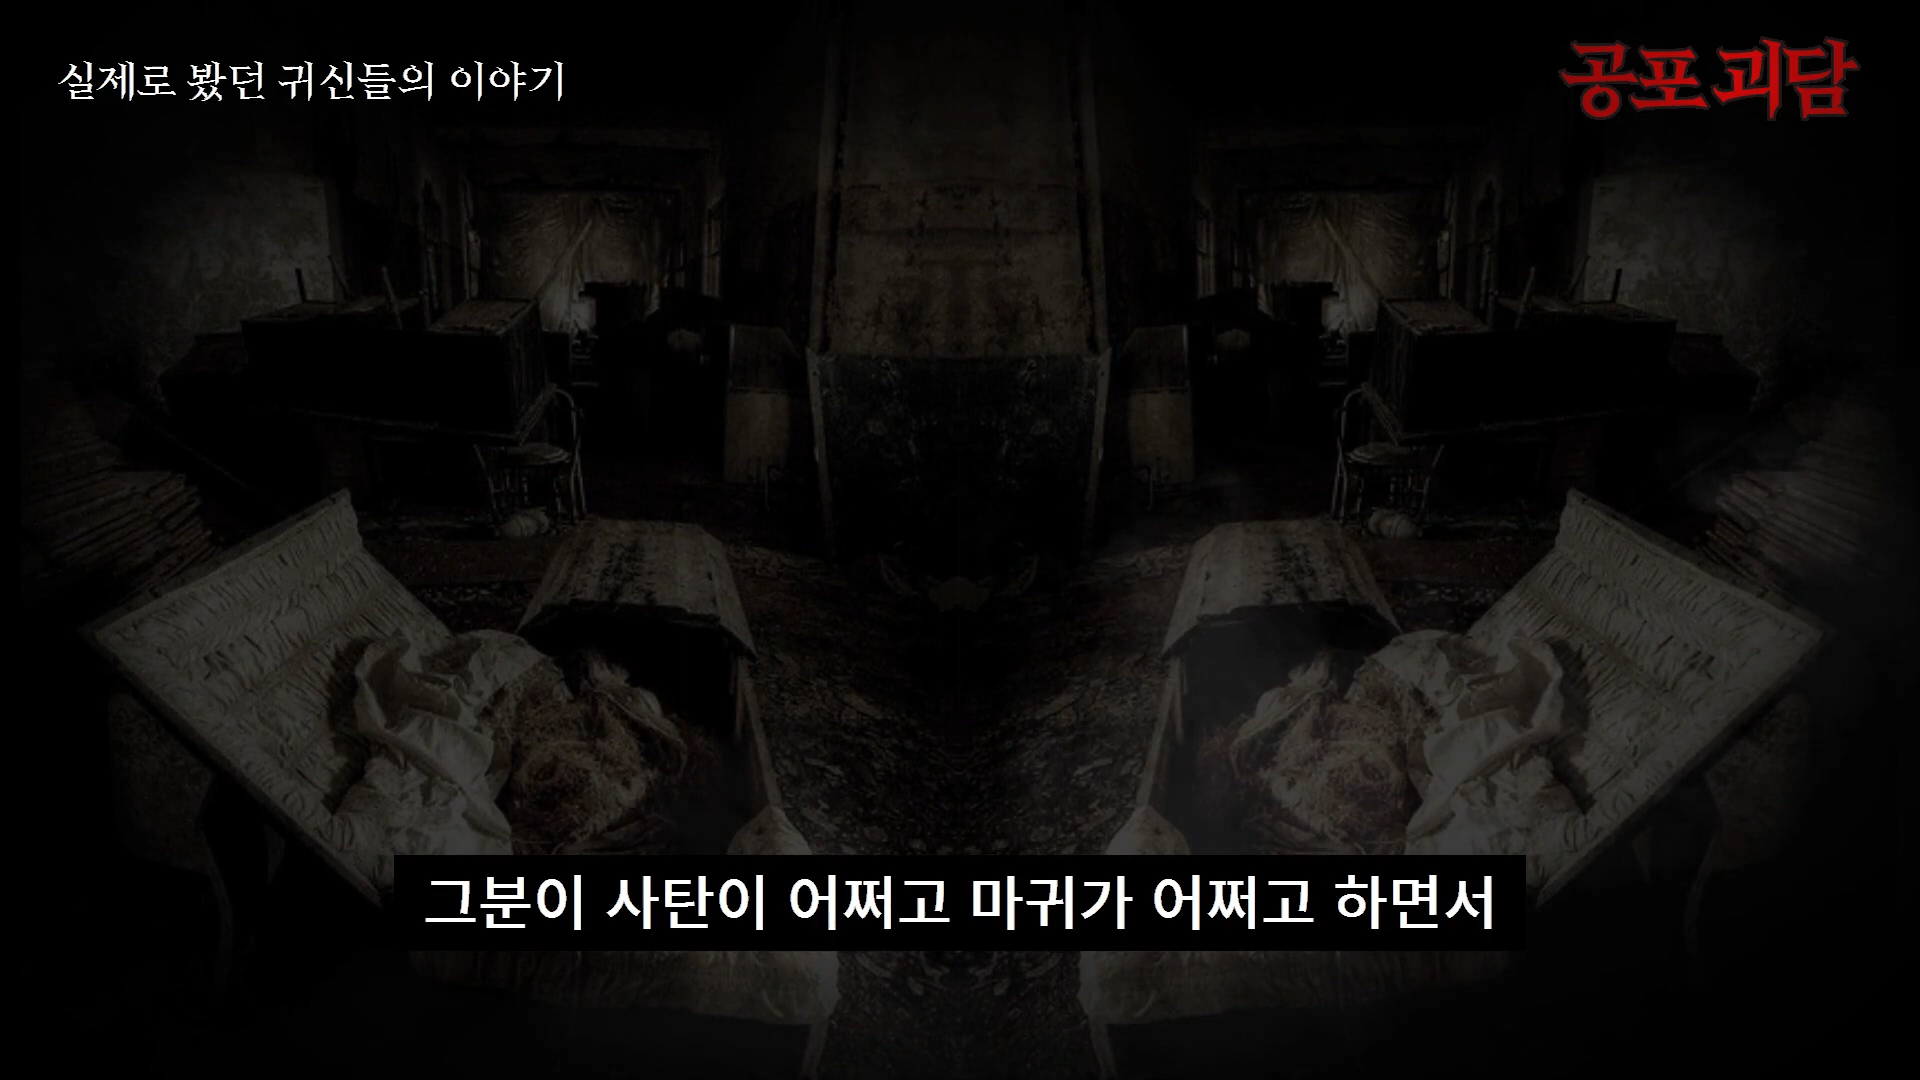 실제로 봤던 귀신들의 이야기
공포 괴담
그분이 사탄이 어쩌고 마귀가 어쩌고 하면서